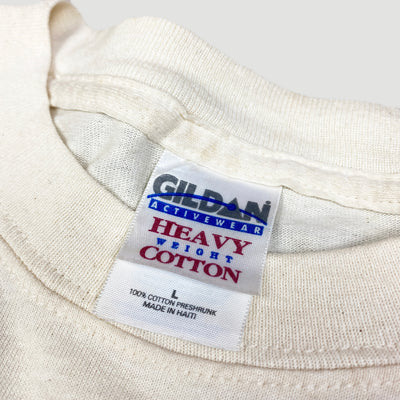 GILDAN
ACTIVEWEAR
HEAVY
WEIGHT
COTTON
L
100% COTTON PRESHRUNK
MADE IN HAITI